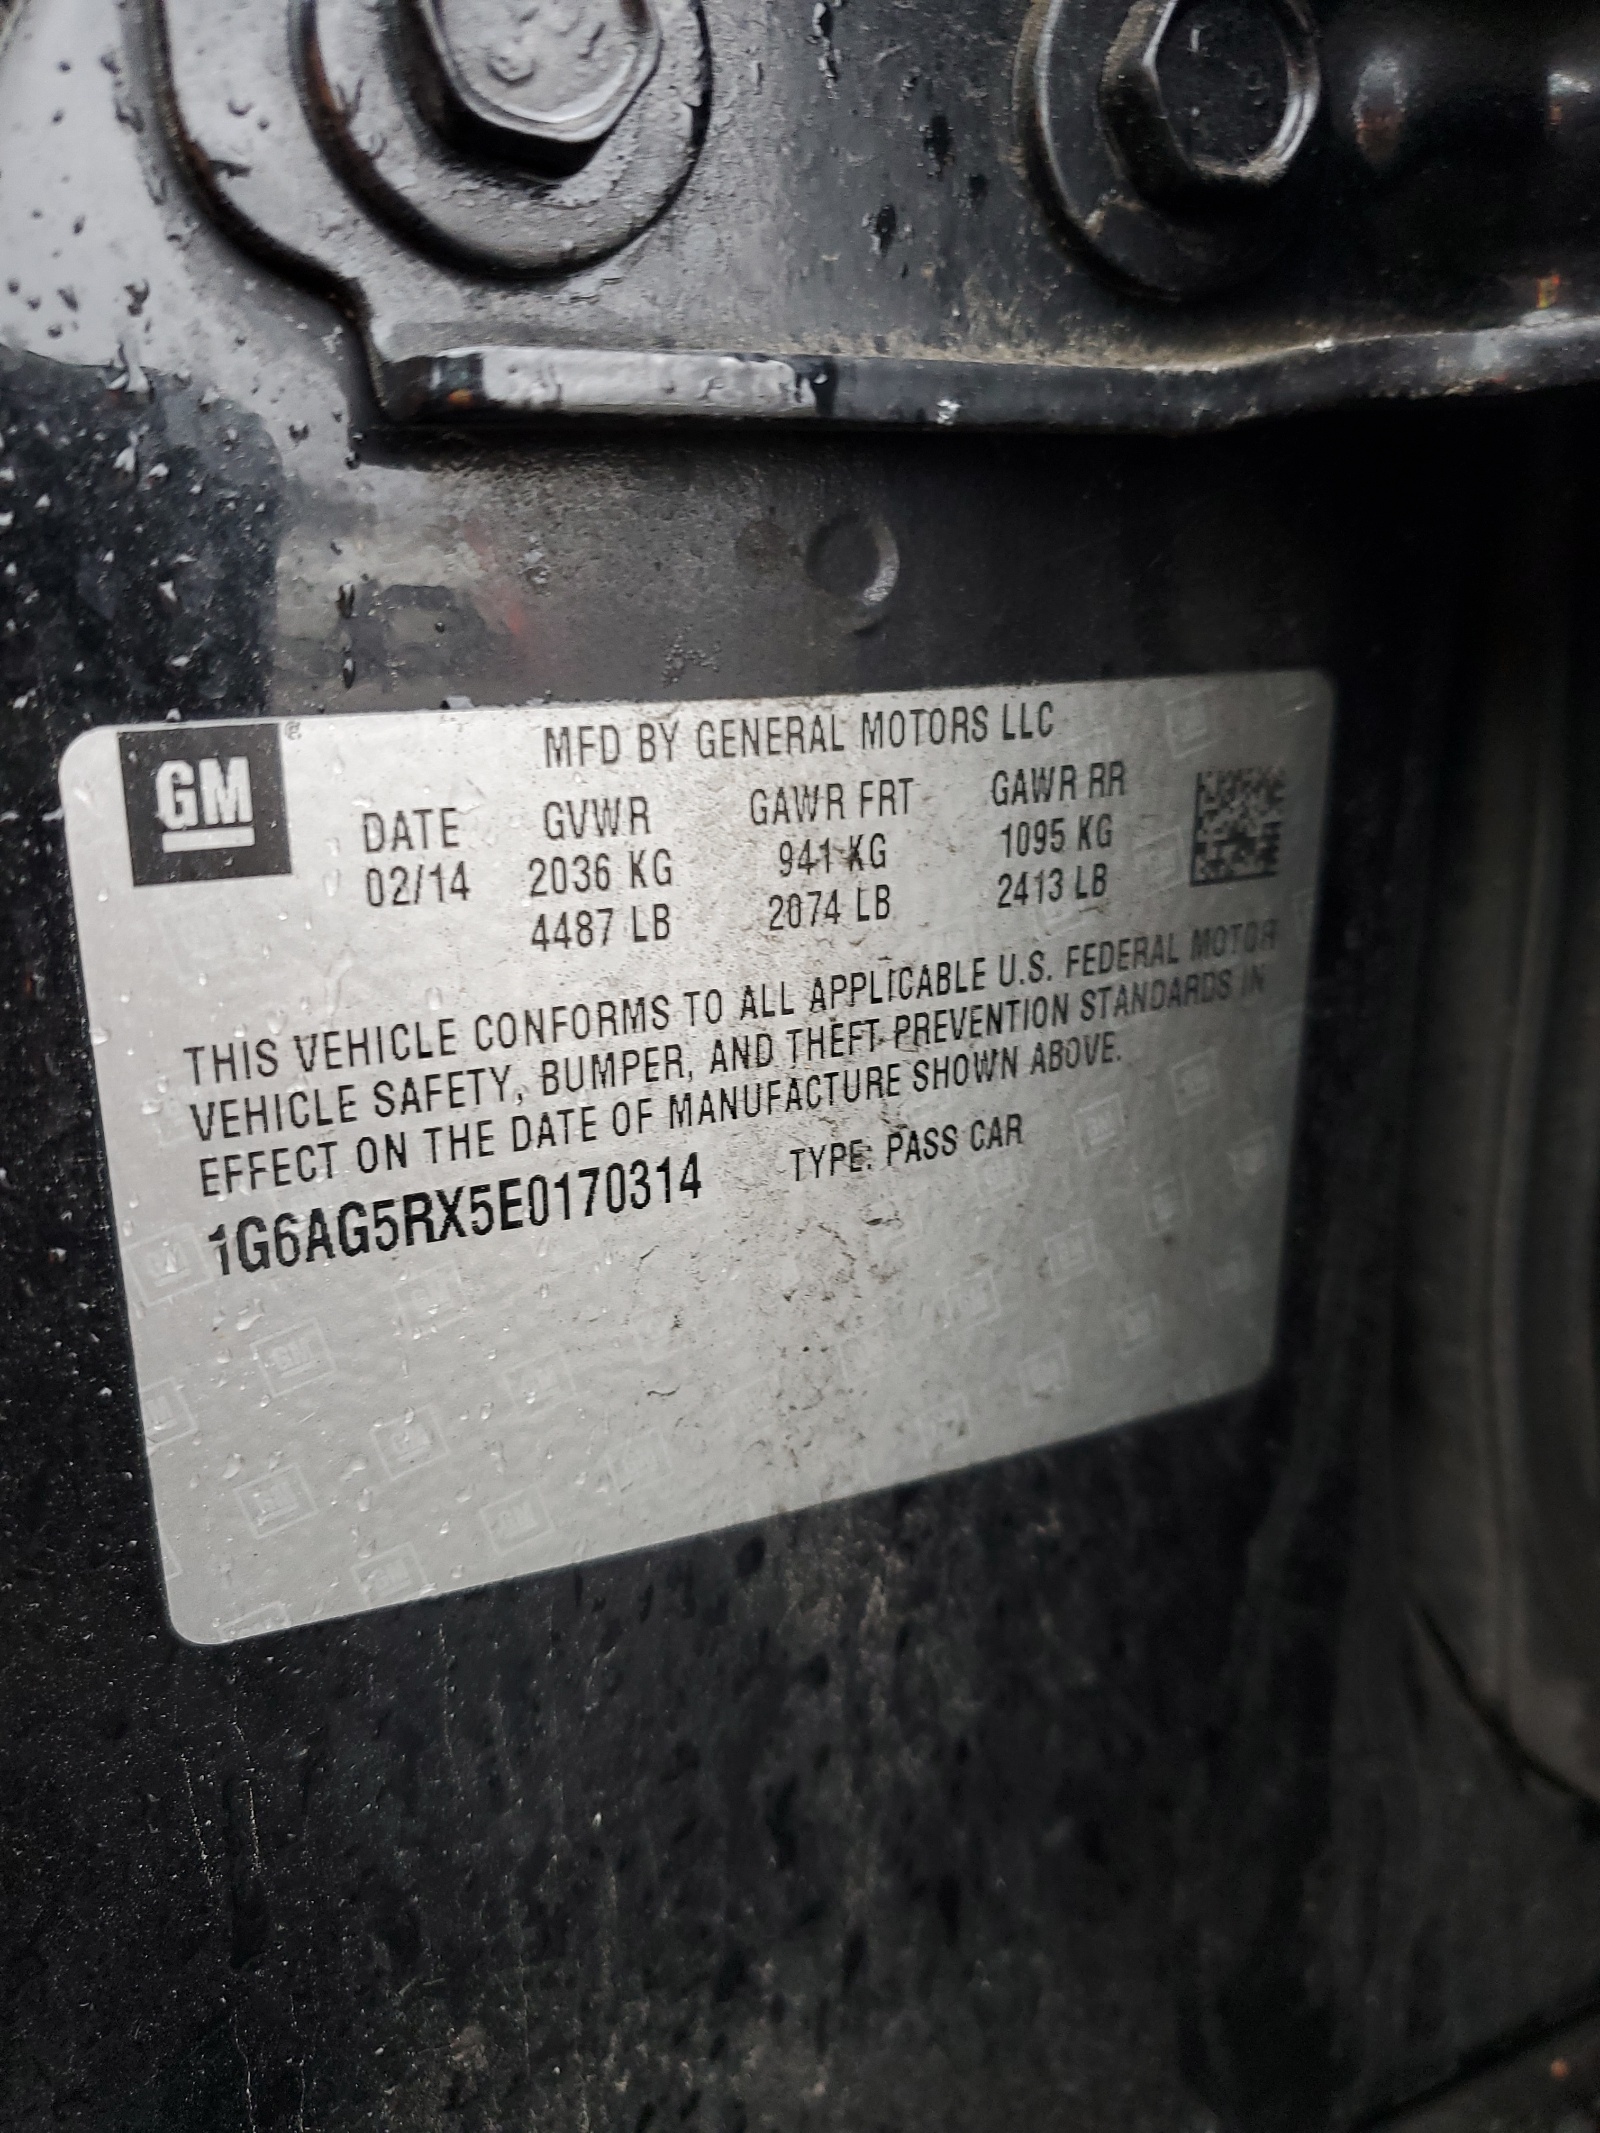 GM ®
MFD BY GENERAL MOTORS LLC
DATE GVWR GAWR FRT GAWR RR
02/14 2036 KG 941 KG 1095 KG
4487 LB 2074 LB 2413 LB
THIS VEHICLE CONFORMS TO ALL APPLICABLE U.S. FEDERAL MOTOR
VEHICLE SAFETY, BUMPER, AND THEFT PREVENTION STANDARDS IN
EFFECT ON THE DATE OF MANUFACTURE SHOWN ABOVE.
1G6AG5RX5E0170314 TYPE: PASS CAR